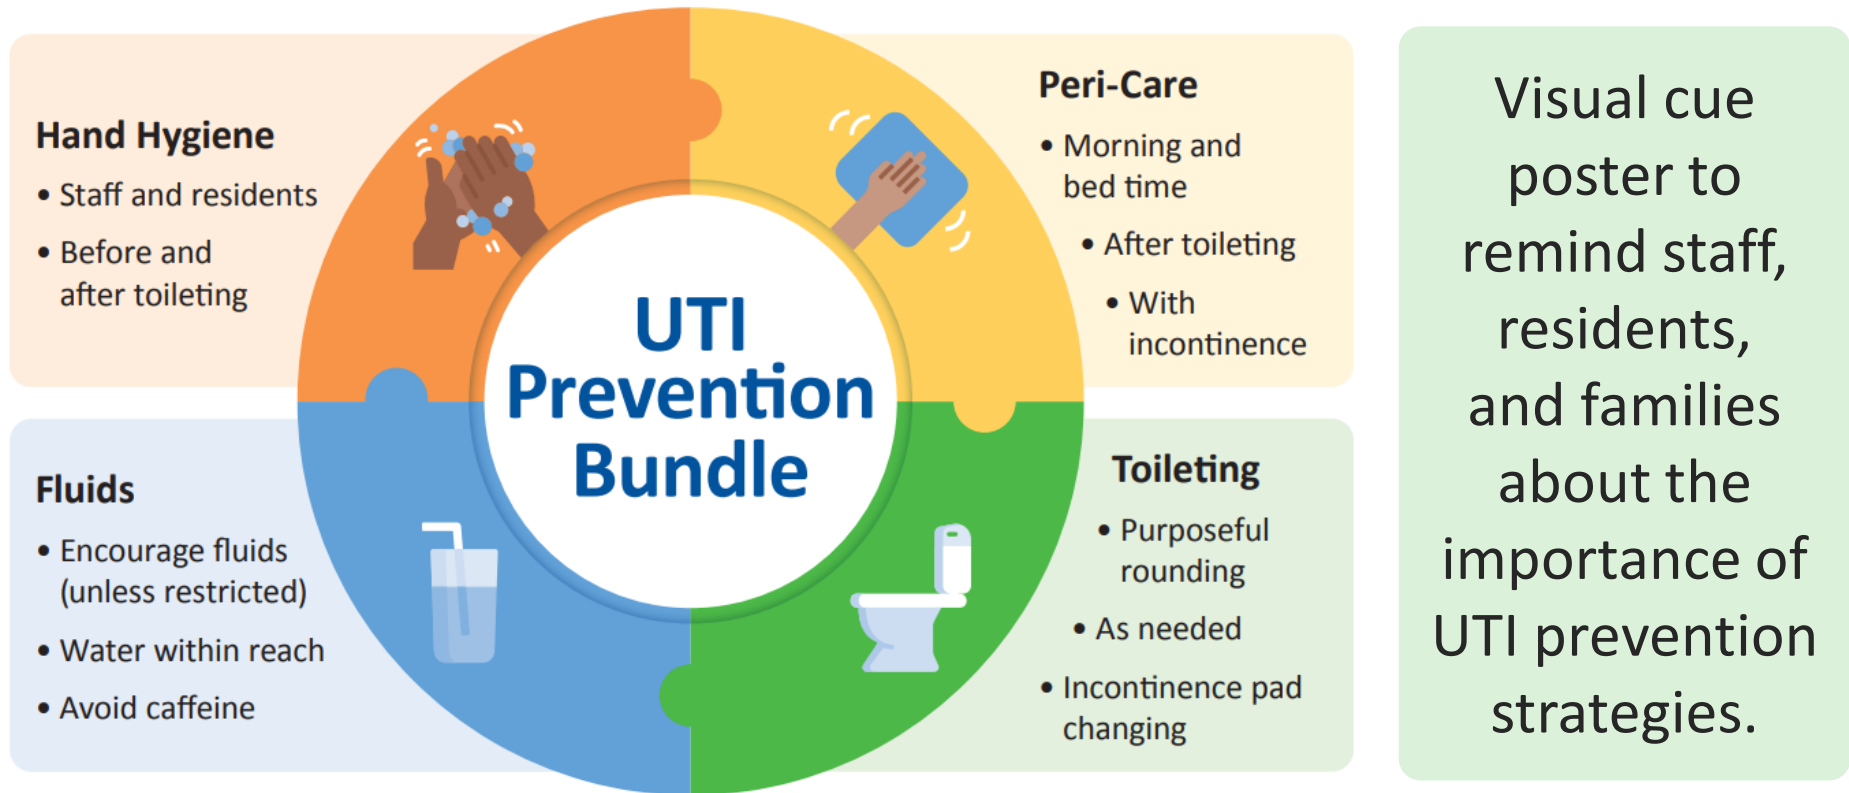 Hand Hygiene
• Staff and residents
• Before and
after toileting
Peri-Care
• Morning and
bed time
• After toileting
• With
incontinence
UTI
Prevention
Bundle
Fluids
• Encourage fluids
(unless restricted)
• Water within reach
• Avoid caffeine
Toileting
• Purposeful
rounding
• As needed
• Incontinence pad
changing
Visual cue
poster to
remind staff,
residents,
and families
about the
importance of
UTI prevention
strategies.